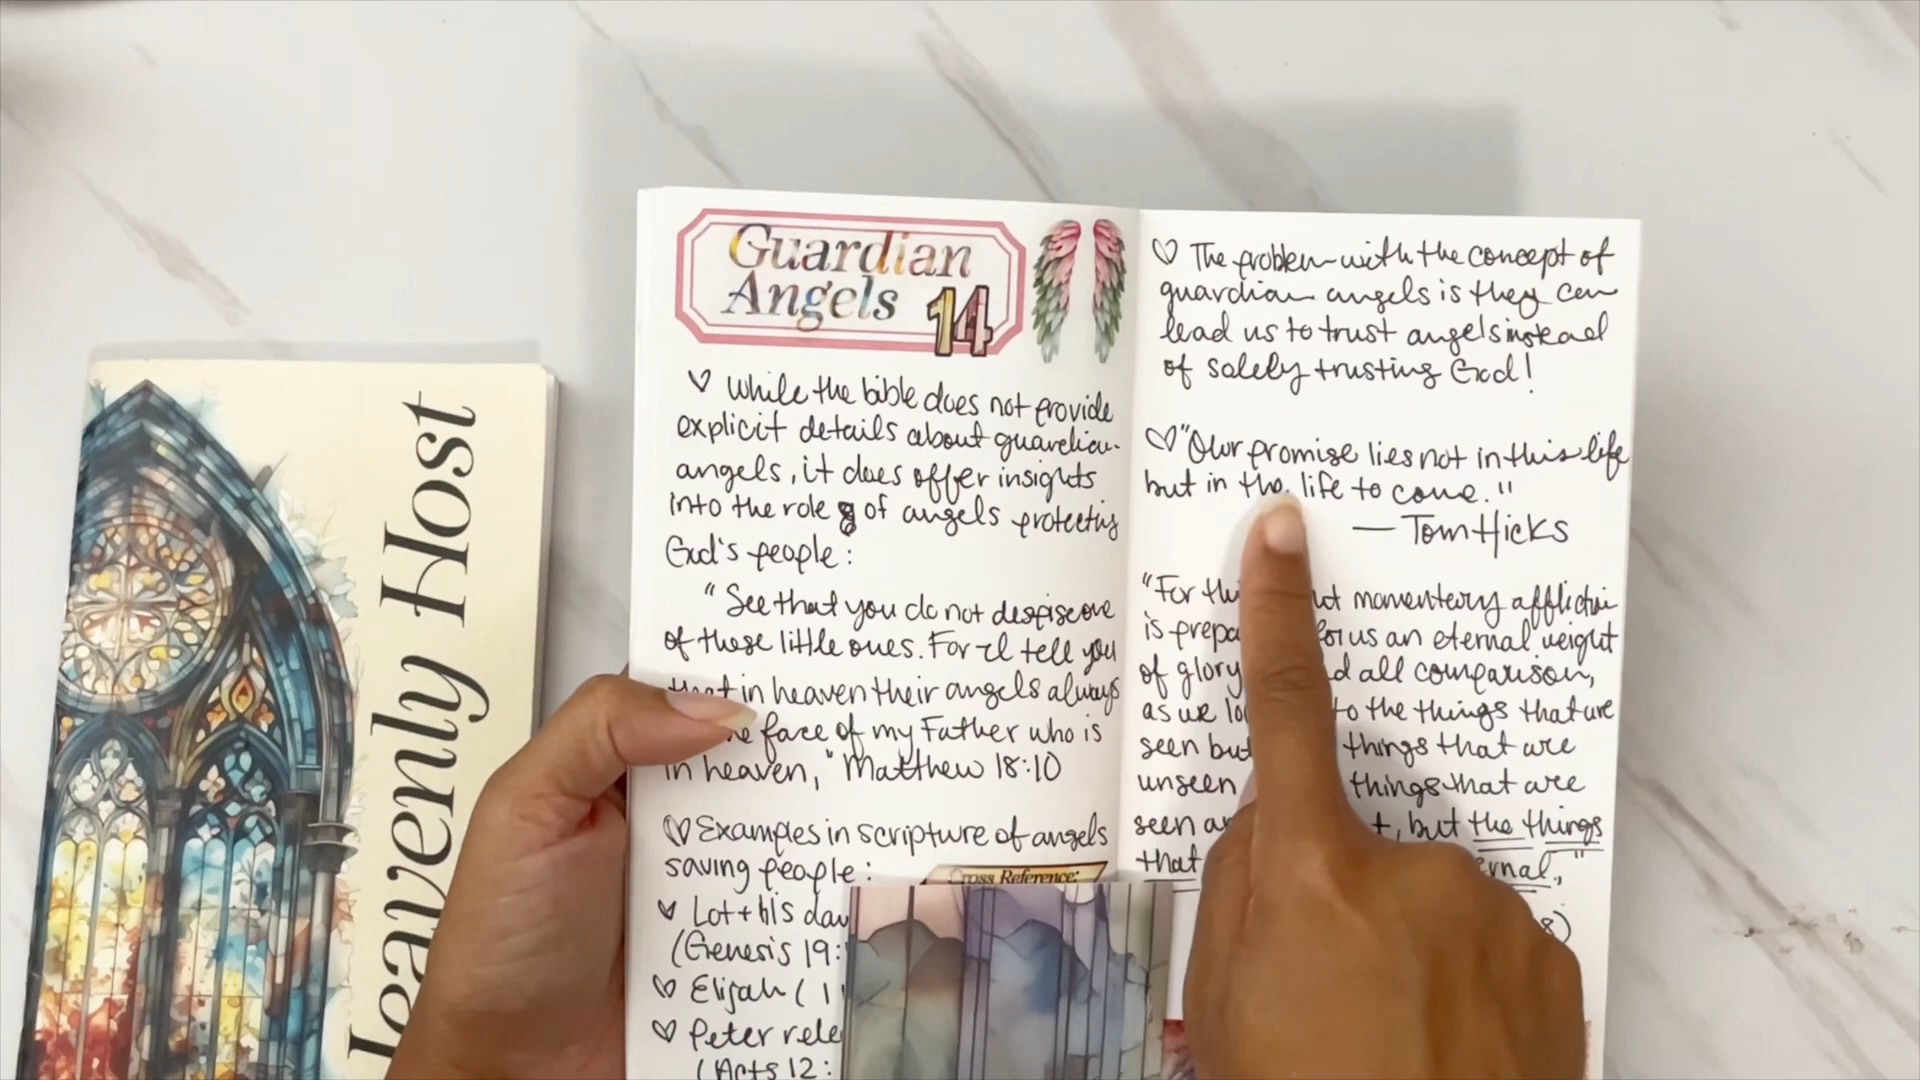 Heavenly Host
Guardian
Angels 14
While the bible does not provide
explicit details about guardian
angels, it does offer insights
into the role of angels protecting
God's people:
"See that you do not despise one
of these little ones. For I tell you
that in heaven their angels always
face of my Father who is
in heaven," Matthew 18:10
Examples in scripture of angels
saving people:
Cross Reference:
Lot + his
(Genesis 19:
Elijah ( 1
Peter
(Acts 12:
The problem with the concept of
guardian angels is they can
lead us to trust angels instead
of solely trusting God!
"Our promise lies not in this life
but in the life to come."
— Tom Hicks
"For momentary affliction
is for us an eternal weight
of glory all comparison,
as we to the things that are
seen but things that are
unseen things that are
seen but the things
that
8)